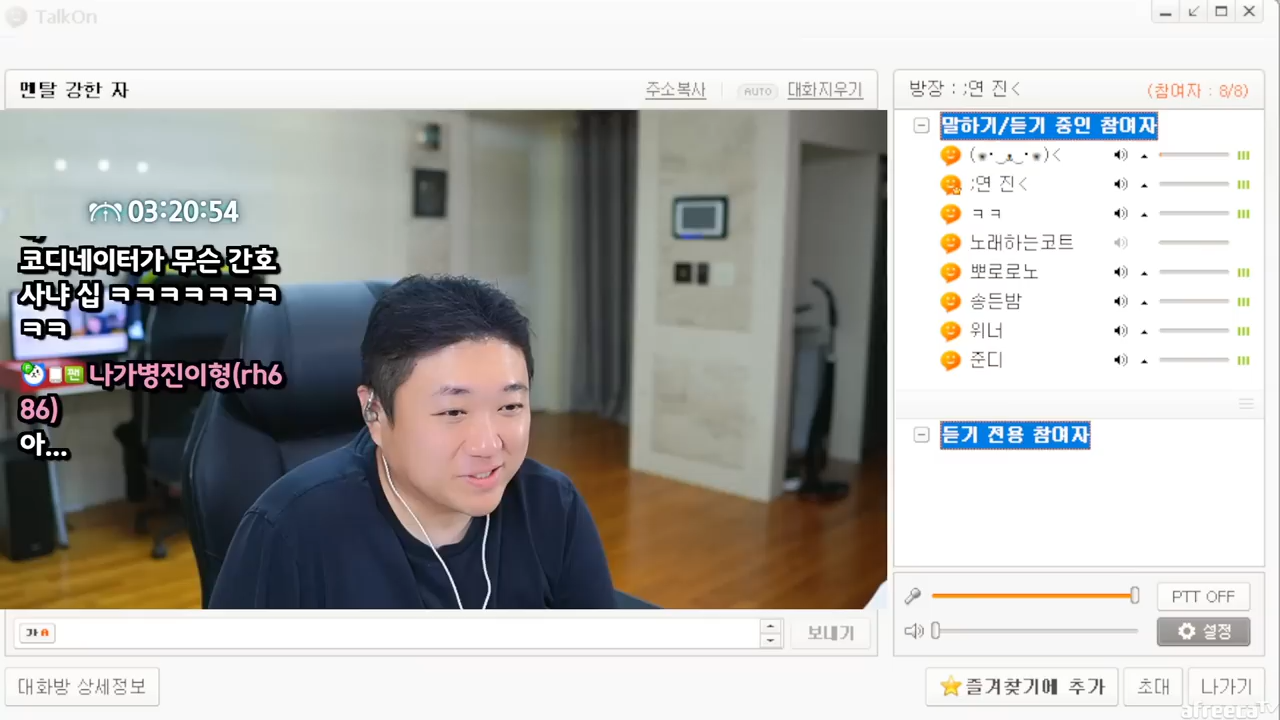 TalkOn
멘탈 강한 자
주소복사
AUTO
대화지우기
방장 : ;연 진<
(참여자 : 8/8)
말하기/듣기 중인 참여자
(◉･_ﻌ_･◉)<
;연 진<
ㅋㅋ
노래하는코트
뽀로로노
송든밤
위너
준디
듣기 전용 참여자
03:20:54
코디네이터가 무슨 간호
사냐 십 ㅋㅋㅋㅋㅋㅋㅋ
ㅋㅋ
팬 나가병진이형(rh6
86)
아...
가A
보내기
PTT OFF
설정
대화방 상세정보
즐겨찾기에 추가
초대
나가기
afreecaTV